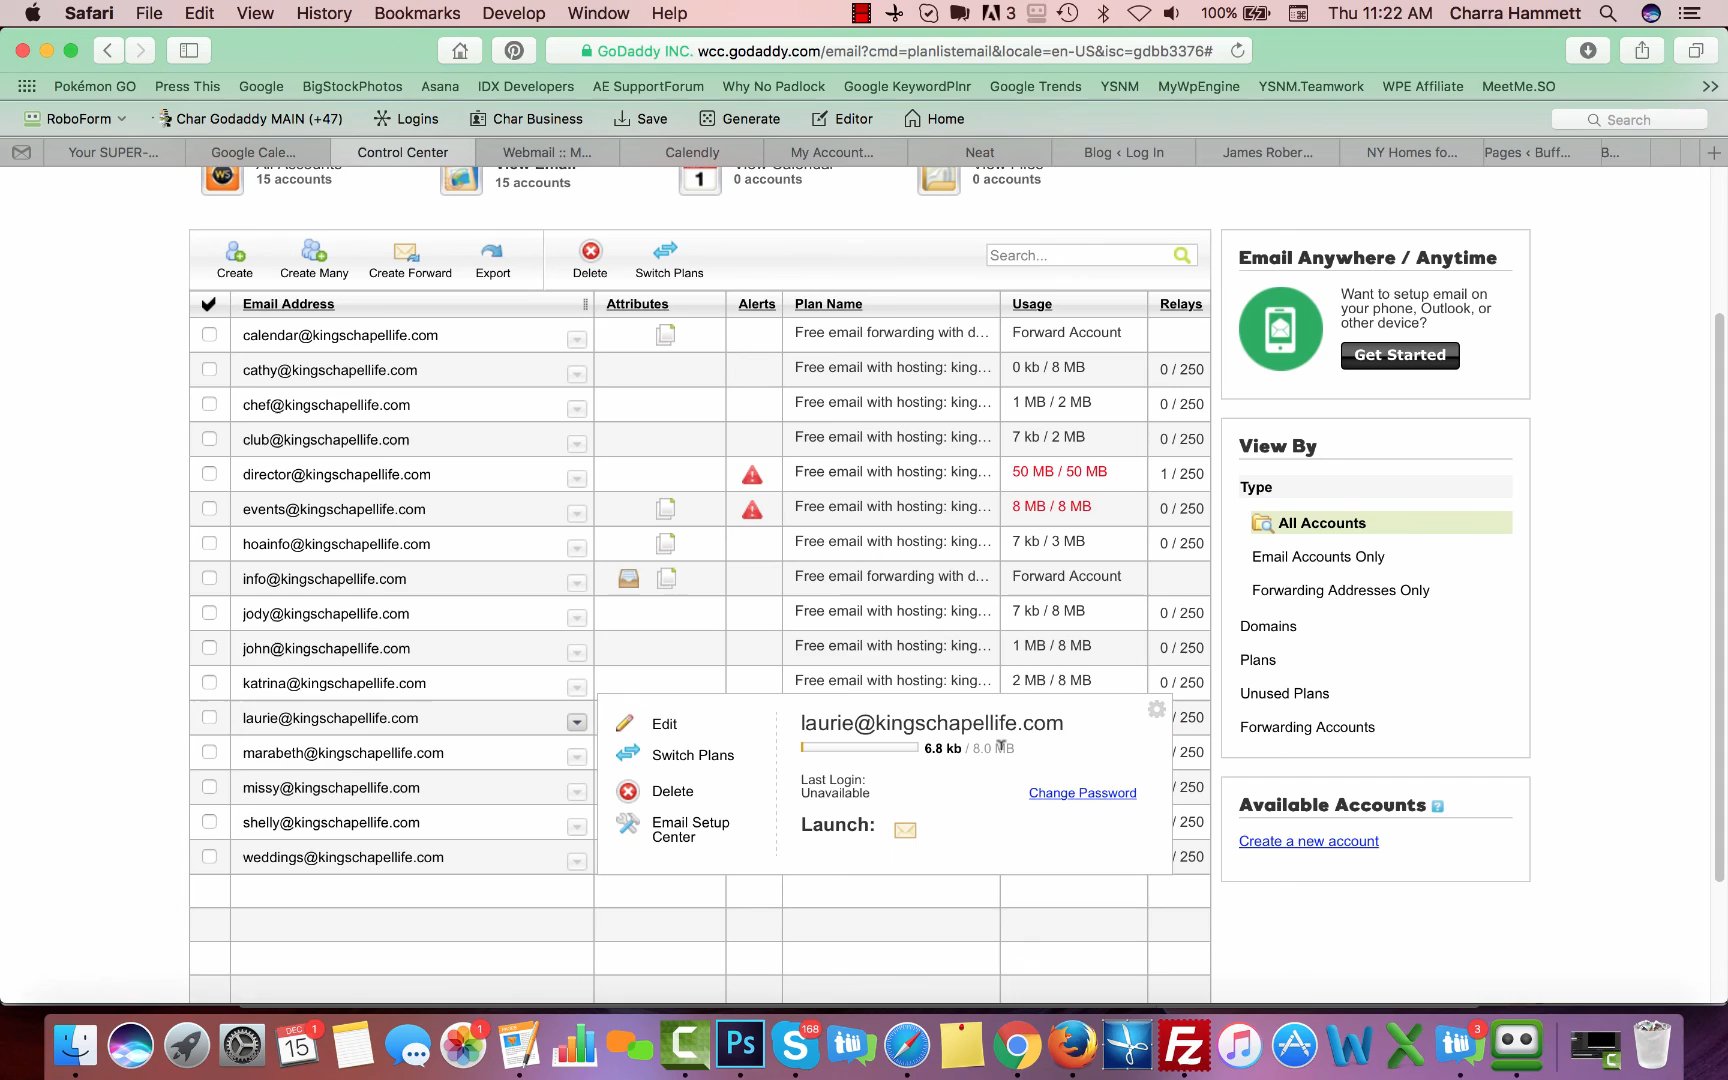 Safari File Edit View History Bookmarks Develop Window Help 3 100% Thu 11:22 AM Charra Hammett
GoDaddy INC. wcc.godaddy.com/email?cmd=planlistemail&locale=en-US&isc=gdbb3376#
Pokémon GO Press This Google BigStockPhotos Asana IDX Developers AE SupportForum Why No Padlock Google KeywordPlnr Google Trends YSNM MyWpEngine YSNM.Teamwork WPE Affiliate MeetMe.SO
RoboForm Char Godaddy MAIN (+47) Logins Char Business Save Generate Editor Home Search
Your SUPER-... Google Cale... Control Center Webmail :: M... Calendly My Account... Neat Blog ‹ Log In James Rober... NY Homes fo... Pages ‹ Buff... B...
15 accounts 15 accounts 1 0 accounts 0 accounts
Create Create Many Create Forward Export Delete Switch Plans Search...
Email Address Attributes Alerts Plan Name Usage Relays
calendar@kingschapellife.com Free email forwarding with d... Forward Account
cathy@kingschapellife.com Free email with hosting: king... 0 kb / 8 MB 0 / 250
chef@kingschapellife.com Free email with hosting: king... 1 MB / 2 MB 0 / 250
club@kingschapellife.com Free email with hosting: king... 7 kb / 2 MB 0 / 250
director@kingschapellife.com Free email with hosting: king... 50 MB / 50 MB 1 / 250
events@kingschapellife.com Free email with hosting: king... 8 MB / 8 MB 0 / 250
hoainfo@kingschapellife.com Free email with hosting: king... 7 kb / 3 MB 0 / 250
info@kingschapellife.com Free email forwarding with d... Forward Account
jody@kingschapellife.com Free email with hosting: king... 7 kb / 8 MB 0 / 250
john@kingschapellife.com Free email with hosting: king... 1 MB / 8 MB 0 / 250
katrina@kingschapellife.com Free email with hosting: king... 2 MB / 8 MB 0 / 250
laurie@kingschapellife.com / 250
marabeth@kingschapellife.com / 250
missy@kingschapellife.com / 250
shelly@kingschapellife.com / 250
weddings@kingschapellife.com / 250
Edit
Switch Plans
Delete
Email Setup
Center
laurie@kingschapellife.com
6.8 kb / 8.0 MB
Last Login:
Unavailable
Change Password
Launch:
Email Anywhere / Anytime
Want to setup email on
your phone, Outlook, or
other device?
Get Started
View By
Type
All Accounts
Email Accounts Only
Forwarding Addresses Only
Domains
Plans
Unused Plans
Forwarding Accounts
Available Accounts ?
Create a new account
DEC 1 15 1 Ps 168 Fz W X 3